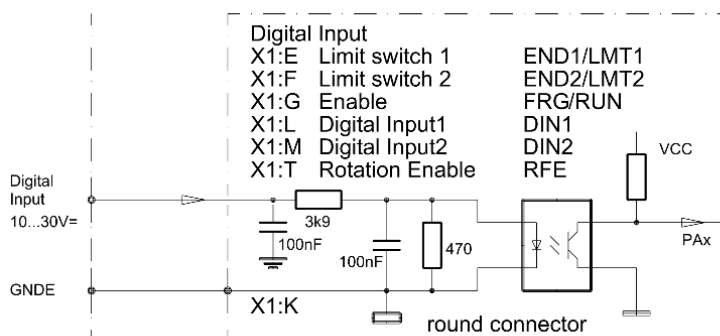 Digital Input
X1:E Limit switch 1 END1/LMT1
X1:F Limit switch 2 END2/LMT2
X1:G Enable FRG/RUN
X1:L Digital Input1 DIN1
X1:M Digital Input2 DIN2
X1:T Rotation Enable RFE
VCC
Digital
Input
10...30V=
3k9
100nF
100nF
470
PAx
GNDE
X1:K
round connector